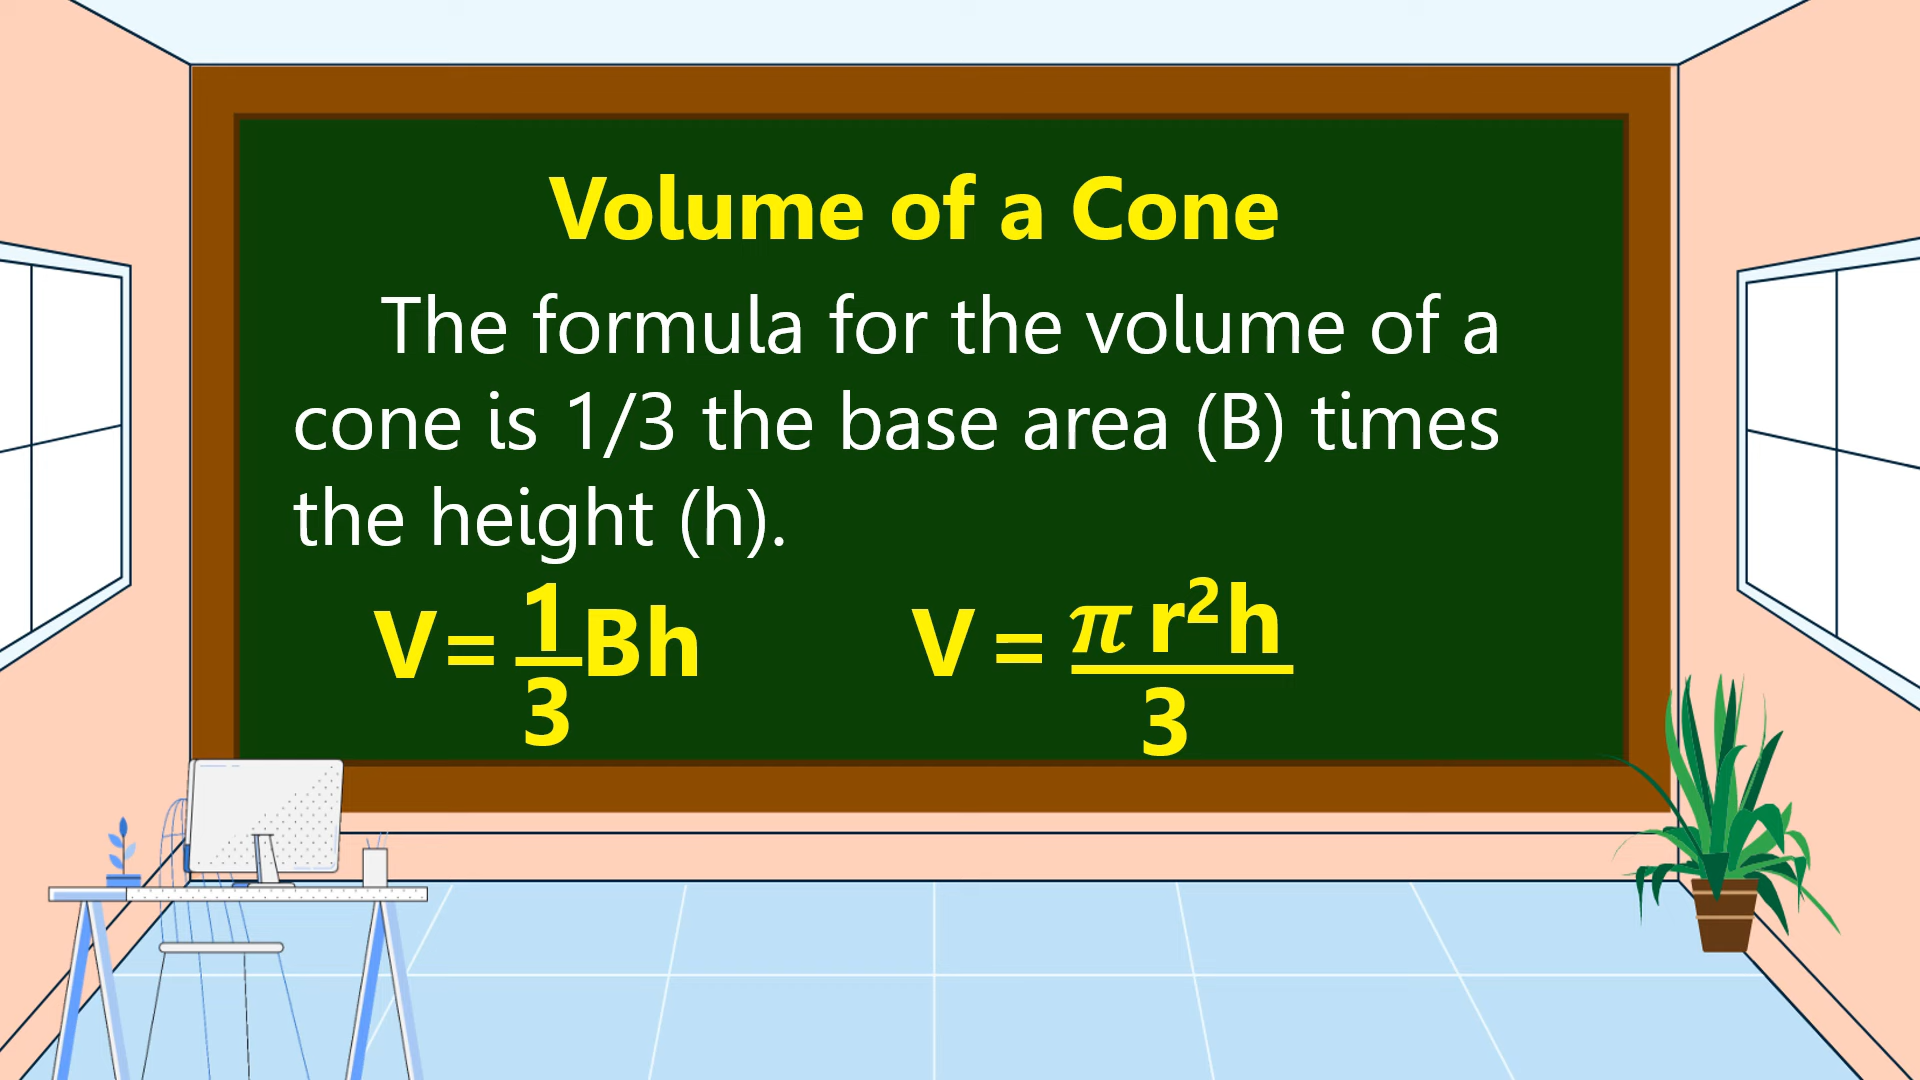 Volume of a Cone
The formula for the volume of a
cone is 1/3 the base area (B) times
the height (h).
V = 1/3 Bh
V = π r²h / 3